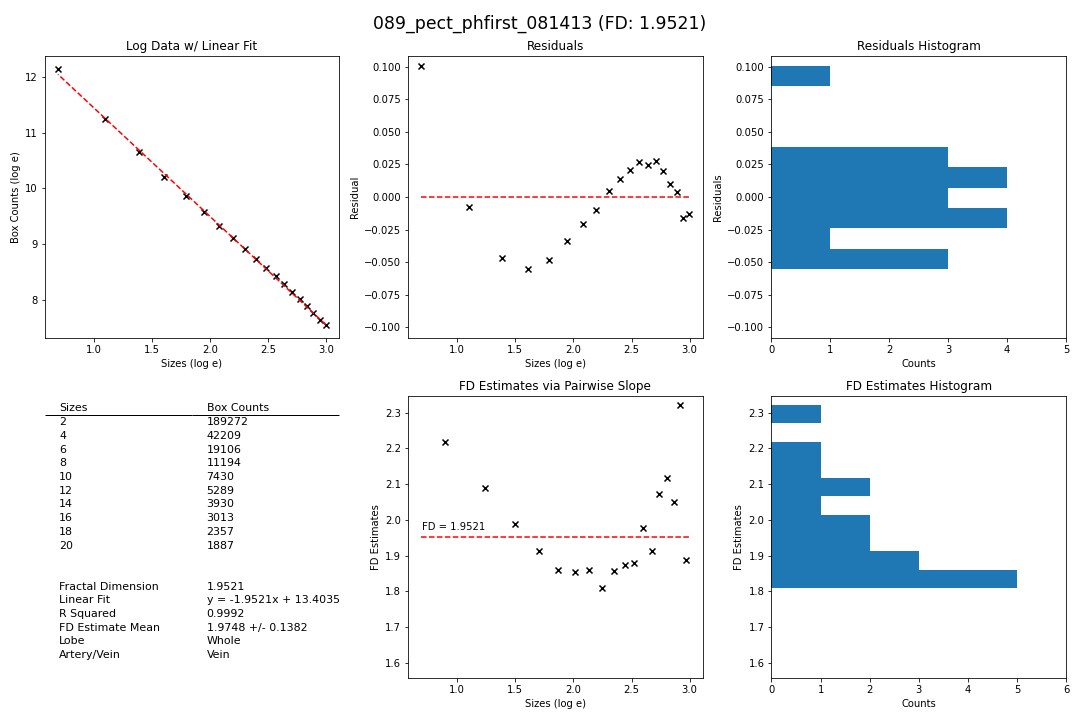 089_pect_phfirst_081413 (FD: 1.9521)
Log Data w/ Linear Fit
12
11
10
9
8
Box Counts (log e)
1.0 1.5 2.0 2.5 3.0
Sizes (log e)
Residuals
0.100
0.075
0.050
0.025
0.000
−0.025
−0.050
−0.075
−0.100
Residual
1.0 1.5 2.0 2.5 3.0
Sizes (log e)
Residuals Histogram
0.100
0.075
0.050
0.025
0.000
−0.025
−0.050
−0.075
−0.100
Residuals
0 1 2 3 4 5
Counts
Sizes Box Counts
2 189272
4 42209
6 19106
8 11194
10 7430
12 5289
14 3930
16 3013
18 2357
20 1887
Fractal Dimension 1.9521
Linear Fit y = -1.9521x + 13.4035
R Squared 0.9992
FD Estimate Mean 1.9748 +/- 0.1382
Lobe Whole
Artery/Vein Vein
FD Estimates via Pairwise Slope
2.3
2.2
2.1
2.0
1.9
1.8
1.7
1.6
FD Estimates
FD = 1.9521
1.0 1.5 2.0 2.5 3.0
Sizes (log e)
FD Estimates Histogram
2.3
2.2
2.1
2.0
1.9
1.8
1.7
1.6
FD Estimates
0 1 2 3 4 5 6
Counts